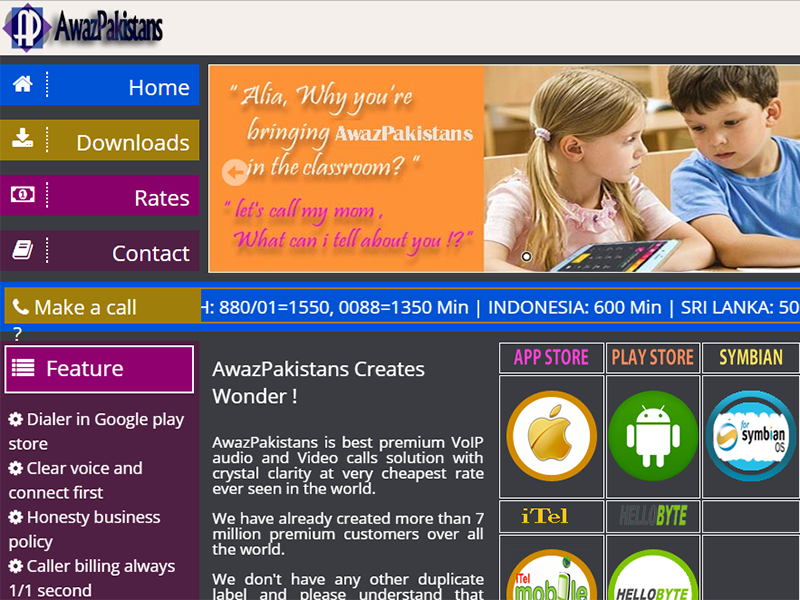 AP AwazPakistans
Home
Downloads
Rates
Contact
" Alia, Why you're
bringing AwazPakistans
in the classroom? "
" let's call my mom ,
What can i tell about you !?"
Make a call
?
H: 880/01=1550, 0088=1350 Min | INDONESIA: 600 Min | SRI LANKA: 50
Feature
Dialer in Google play
store
Clear voice and
connect first
Honesty business
policy
Caller billing always
1/1 second
AwazPakistans Creates
Wonder !
AwazPakistans is best premium VoIP
audio and Video calls solution with
crystal clarity at very cheapest rate
ever seen in the world.
We have already created more than 7
million premium customers over all
the world.
We don't have any other duplicate
label and please understand that
APP STORE
PLAY STORE
SYMBIAN
for
symbian
OS
iTel
HELLOBYTE
iTel
mobile
HELLOBYTE